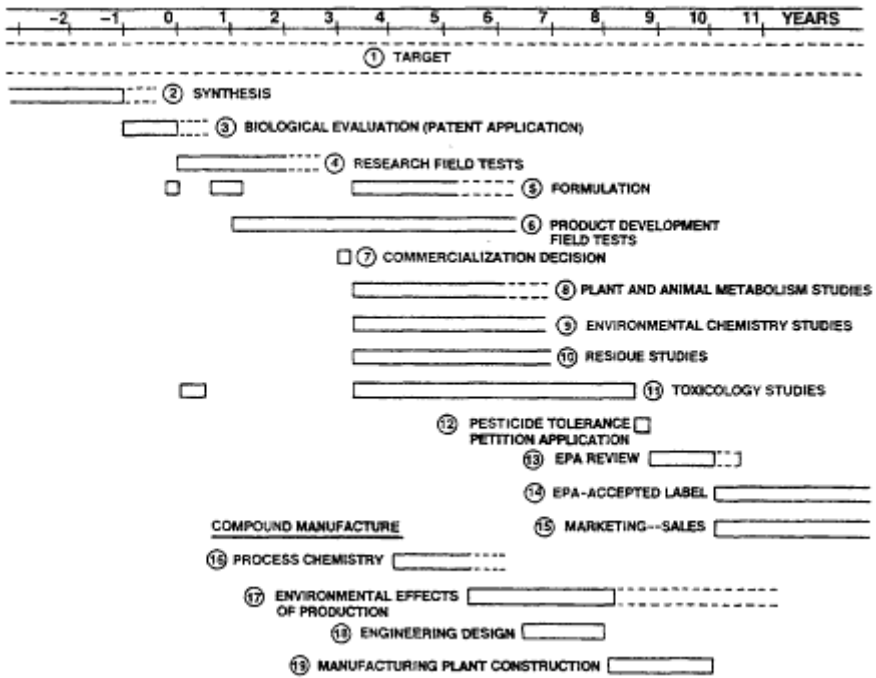 -2 -1 0 1 2 3 4 5 6 7 8 9 10 11 YEARS
1 TARGET
2 SYNTHESIS
3 BIOLOGICAL EVALUATION (PATENT APPLICATION)
4 RESEARCH FIELD TESTS
5 FORMULATION
6 PRODUCT DEVELOPMENT
FIELD TESTS
7 COMMERCIALIZATION DECISION
8 PLANT AND ANIMAL METABOLISM STUDIES
9 ENVIRONMENTAL CHEMISTRY STUDIES
10 RESIDUE STUDIES
11 TOXICOLOGY STUDIES
12 PESTICIDE TOLERANCE
PETITION APPLICATION
13 EPA REVIEW
14 EPA-ACCEPTED LABEL
15 MARKETING--SALES
COMPOUND MANUFACTURE
16 PROCESS CHEMISTRY
17 ENVIRONMENTAL EFFECTS
OF PRODUCTION
18 ENGINEERING DESIGN
19 MANUFACTURING PLANT CONSTRUCTION